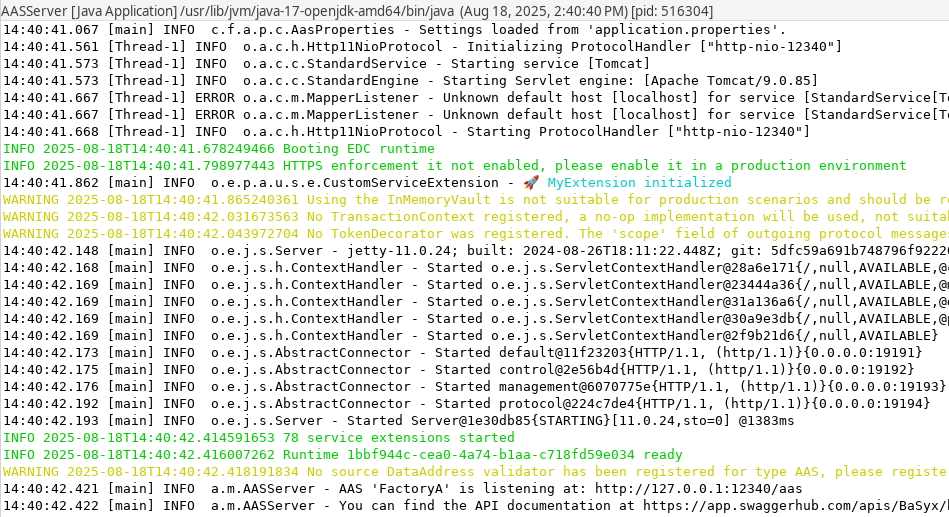 AASServer [Java Application] /usr/lib/jvm/java-17-openjdk-amd64/bin/java (Aug 18, 2025, 2:40:40 PM) [pid: 516304]
14:40:41.067 [main] INFO  c.f.a.p.c.AasProperties - Settings loaded from 'application.properties'.
14:40:41.561 [Thread-1] INFO  o.a.c.h.Http11NioProtocol - Initializing ProtocolHandler ["http-nio-12340"]
14:40:41.573 [Thread-1] INFO  o.a.c.c.StandardService - Starting service [Tomcat]
14:40:41.573 [Thread-1] INFO  o.a.c.c.StandardEngine - Starting Servlet engine: [Apache Tomcat/9.0.85]
14:40:41.667 [Thread-1] ERROR o.a.c.m.MapperListener - Unknown default host [localhost] for service [StandardService[T
14:40:41.667 [Thread-1] ERROR o.a.c.m.MapperListener - Unknown default host [localhost] for service [StandardService[T
14:40:41.668 [Thread-1] INFO  o.a.c.h.Http11NioProtocol - Starting ProtocolHandler ["http-nio-12340"]
INFO 2025-08-18T14:40:41.678249466 Booting EDC runtime
INFO 2025-08-18T14:40:41.798977443 HTTPS enforcement it not enabled, please enable it in a production environment
14:40:41.862 [main] INFO  o.e.p.a.u.s.e.CustomServiceExtension - 🚀 MyExtension initialized
WARNING 2025-08-18T14:40:41.865240361 Using the InMemoryVault is not suitable for production scenarios and should be r
WARNING 2025-08-18T14:40:42.031673563 No TransactionContext registered, a no-op implementation will be used, not suita
WARNING 2025-08-18T14:40:42.043972704 No TokenDecorator was registered. The 'scope' field of outgoing protocol message
14:40:42.148 [main] INFO  o.e.j.s.Server - jetty-11.0.24; built: 2024-08-26T18:11:22.448Z; git: 5dfc59a691b748796f9222
14:40:42.168 [main] INFO  o.e.j.s.h.ContextHandler - Started o.e.j.s.ServletContextHandler@28a6e171{/,null,AVAILABLE,@
14:40:42.169 [main] INFO  o.e.j.s.h.ContextHandler - Started o.e.j.s.ServletContextHandler@23444a36{/,null,AVAILABLE,@
14:40:42.169 [main] INFO  o.e.j.s.h.ContextHandler - Started o.e.j.s.ServletContextHandler@31a136a6{/,null,AVAILABLE,@
14:40:42.169 [main] INFO  o.e.j.s.h.ContextHandler - Started o.e.j.s.ServletContextHandler@30a9e3db{/,null,AVAILABLE,@
14:40:42.169 [main] INFO  o.e.j.s.h.ContextHandler - Started o.e.j.s.ServletContextHandler@2f9b21d6{/,null,AVAILABLE}
14:40:42.173 [main] INFO  o.e.j.s.AbstractConnector - Started default@11f23203{HTTP/1.1, (http/1.1)}{0.0.0.0:19191}
14:40:42.175 [main] INFO  o.e.j.s.AbstractConnector - Started control@2e56b4d{HTTP/1.1, (http/1.1)}{0.0.0.0:19192}
14:40:42.176 [main] INFO  o.e.j.s.AbstractConnector - Started management@6070775e{HTTP/1.1, (http/1.1)}{0.0.0.0:19193}
14:40:42.192 [main] INFO  o.e.j.s.AbstractConnector - Started protocol@224c7de4{HTTP/1.1, (http/1.1)}{0.0.0.0:19194}
14:40:42.193 [main] INFO  o.e.j.s.Server - Started Server@1e30db85{STARTING}[11.0.24,sto=0] @1383ms
INFO 2025-08-18T14:40:42.414591653 78 service extensions started
INFO 2025-08-18T14:40:42.416007262 Runtime 1bbf944c-cea0-4a74-b1aa-c718fd59e034 ready
WARNING 2025-08-18T14:40:42.418191834 No source DataAddress validator has been registered for type AAS, please registe
14:40:42.421 [main] INFO  a.m.AASServer - AAS 'FactoryA' is listening at: http://127.0.0.1:12340/aas
14:40:42.422 [main] INFO  a.m.AASServer - You can find the API documentation at https://app.swaggerhub.com/apis/BaSyx/